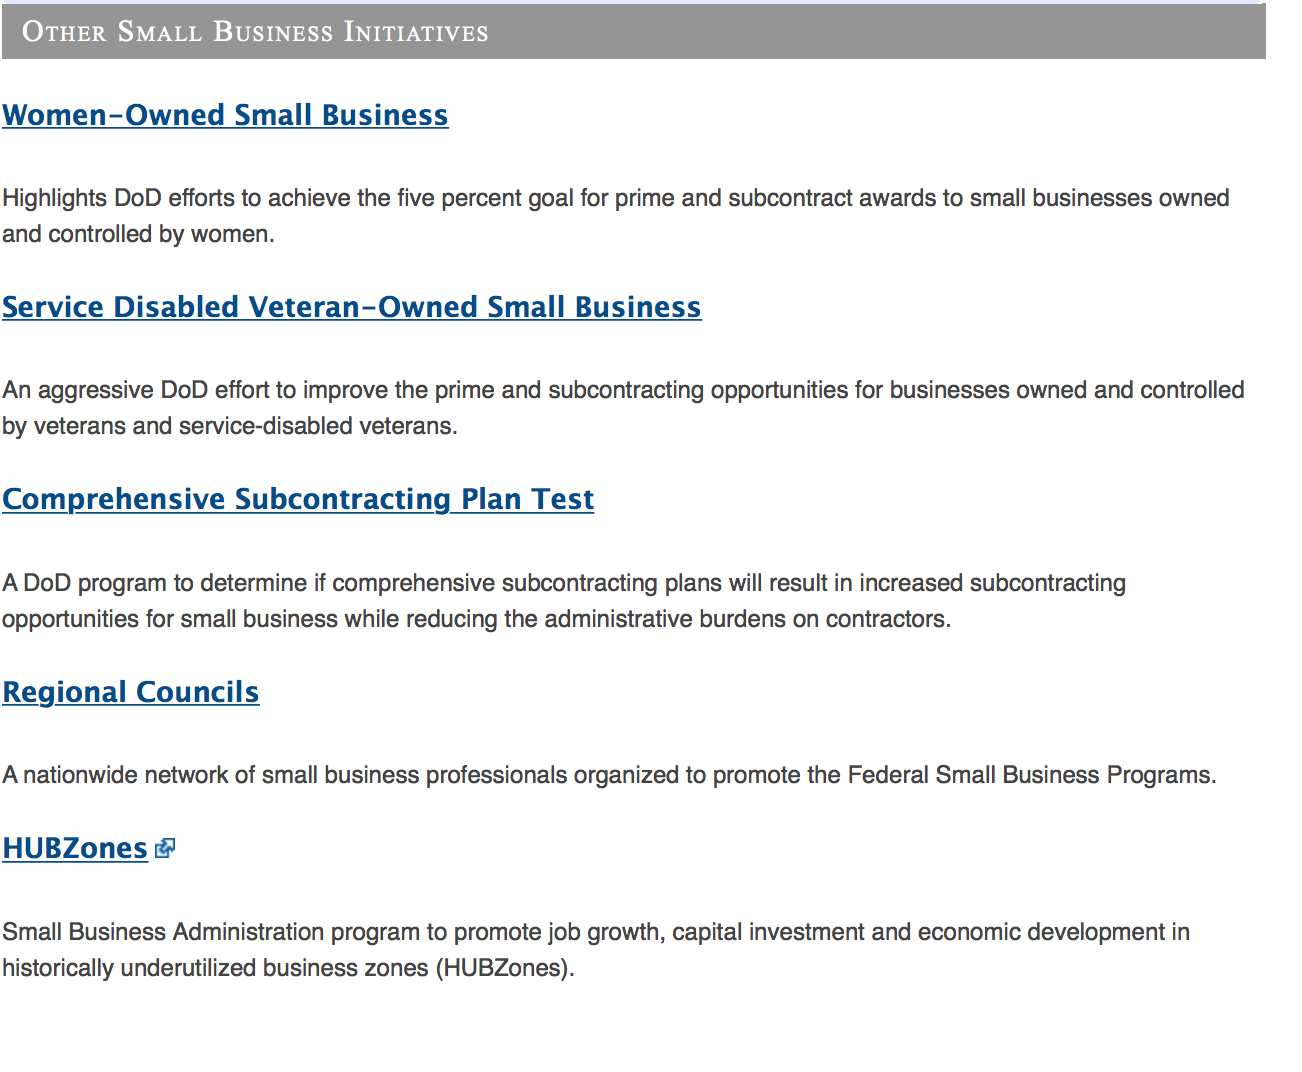 Other Small Business Initiatives
Women-Owned Small Business
Highlights DoD efforts to achieve the five percent goal for prime and subcontract awards to small businesses owned
and controlled by women.
Service Disabled Veteran-Owned Small Business
An aggressive DoD effort to improve the prime and subcontracting opportunities for businesses owned and controlled
by veterans and service-disabled veterans.
Comprehensive Subcontracting Plan Test
A DoD program to determine if comprehensive subcontracting plans will result in increased subcontracting
opportunities for small business while reducing the administrative burdens on contractors.
Regional Councils
A nationwide network of small business professionals organized to promote the Federal Small Business Programs.
HUBZones
Small Business Administration program to promote job growth, capital investment and economic development in
historically underutilized business zones (HUBZones).